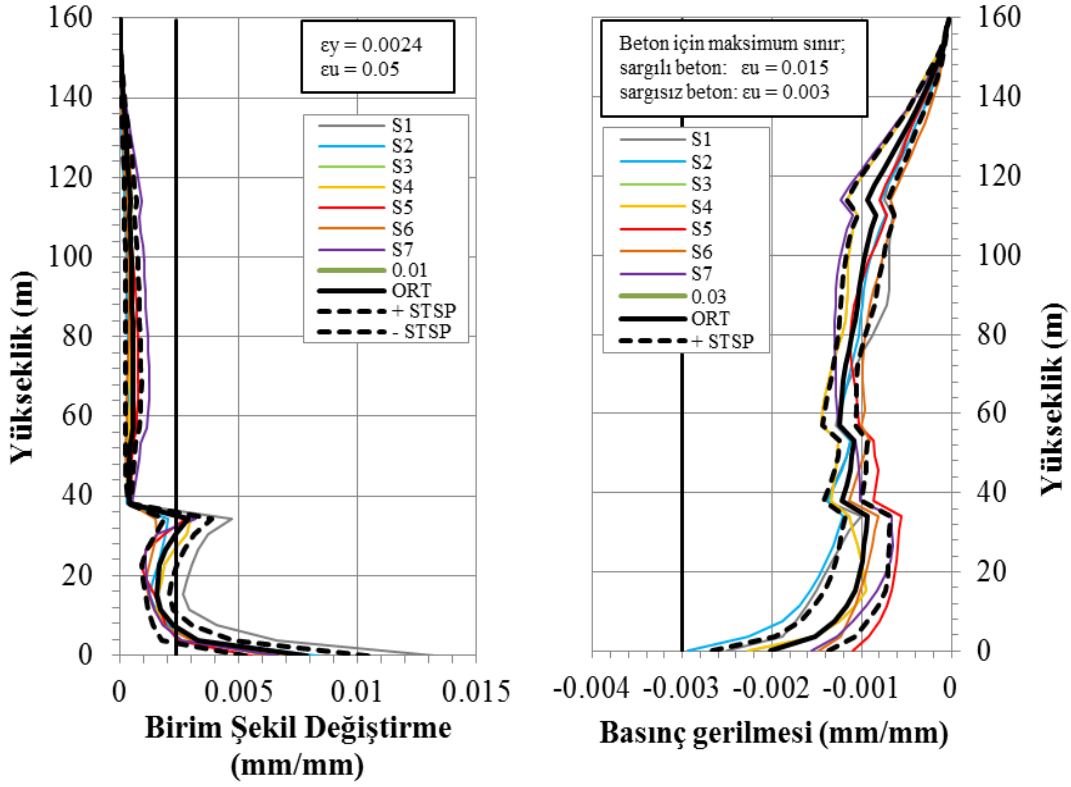 εy = 0.0024
εu = 0.05
S1
S2
S3
S4
S5
S6
S7
0.01
ORT
+ STSP
- STSP
160
140
120
100
80
60
40
20
0
Yükseklik (m)
0 0.005 0.01 0.015
Birim Şekil Değiştirme
(mm/mm)
Beton için maksimum sınır;
sargılı beton: εu = 0.015
sargısız beton: εu = 0.003
S1
S2
S3
S4
S5
S6
S7
0.03
ORT
+ STSP
160
140
120
100
80
60
40
20
0
Yükseklik (m)
-0.004 -0.003 -0.002 -0.001 0
Basınç gerilmesi (mm/mm)